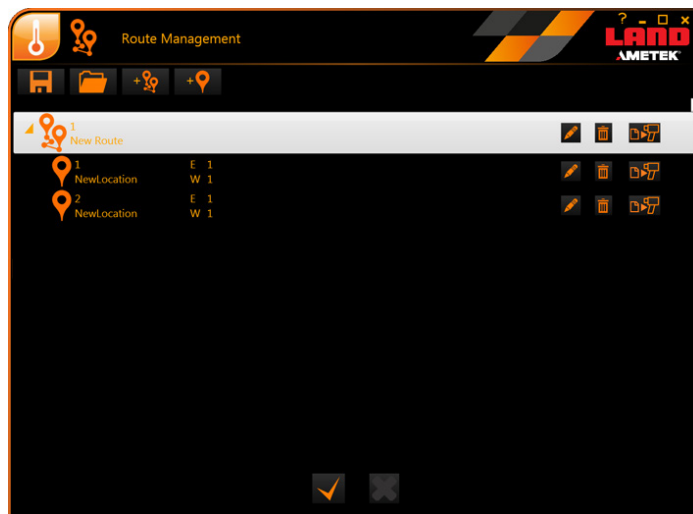 Route Management
? - □ ×
LAND
AMETEK
1
New Route
1
NewLocation
E 1
W 1
2
NewLocation
E 1
W 1